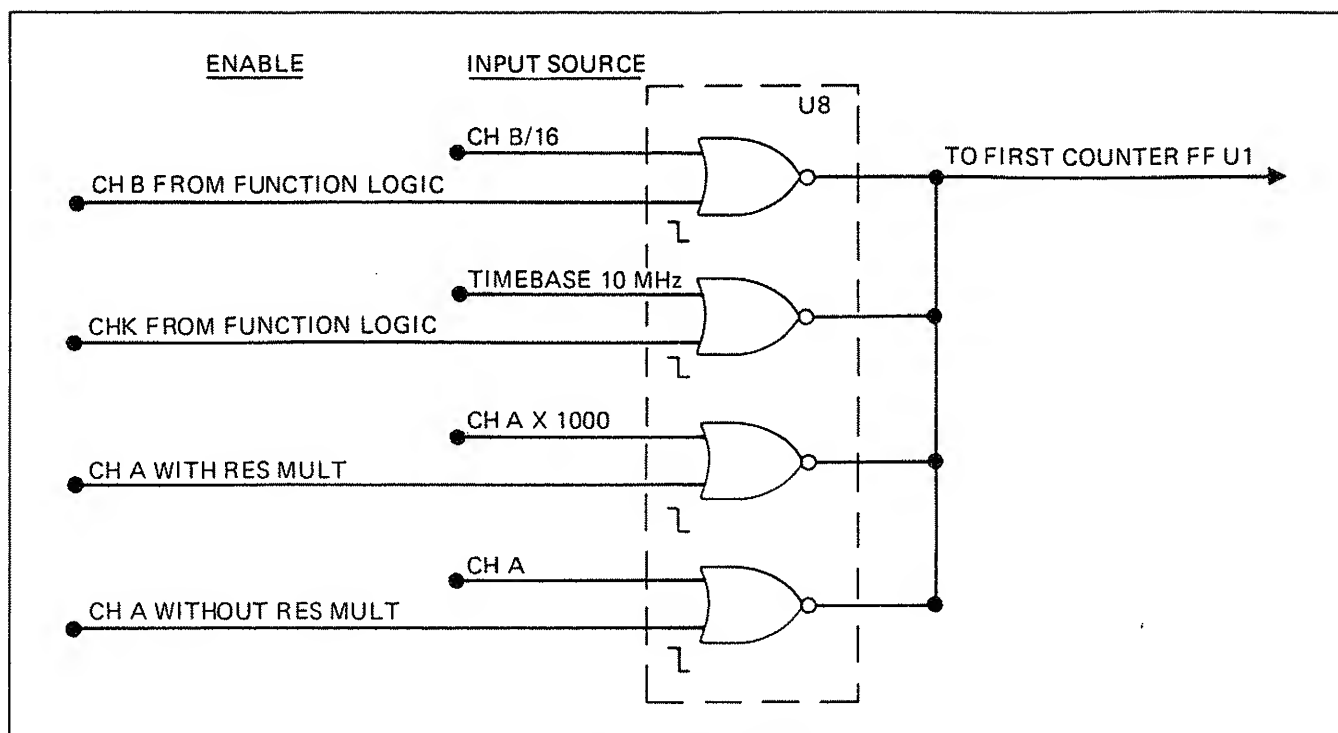 ENABLE INPUT SOURCE
U8
CH B/16
TO FIRST COUNTER FF U1
CH B FROM FUNCTION LOGIC
TIMEBASE 10 MHz
CHK FROM FUNCTION LOGIC
CH A X 1000
CH A WITH RES MULT
CH A
CH A WITHOUT RES MULT